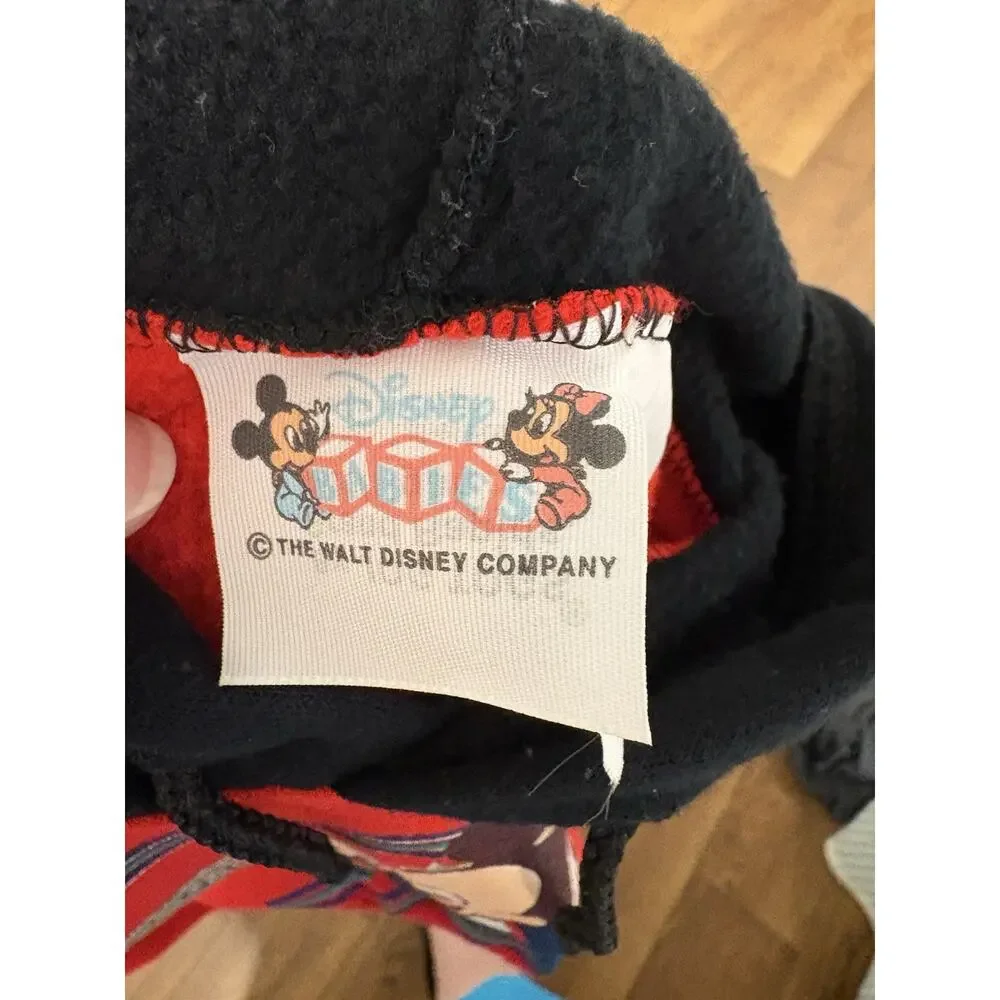 Disney
BABIES
© THE WALT DISNEY COMPANY